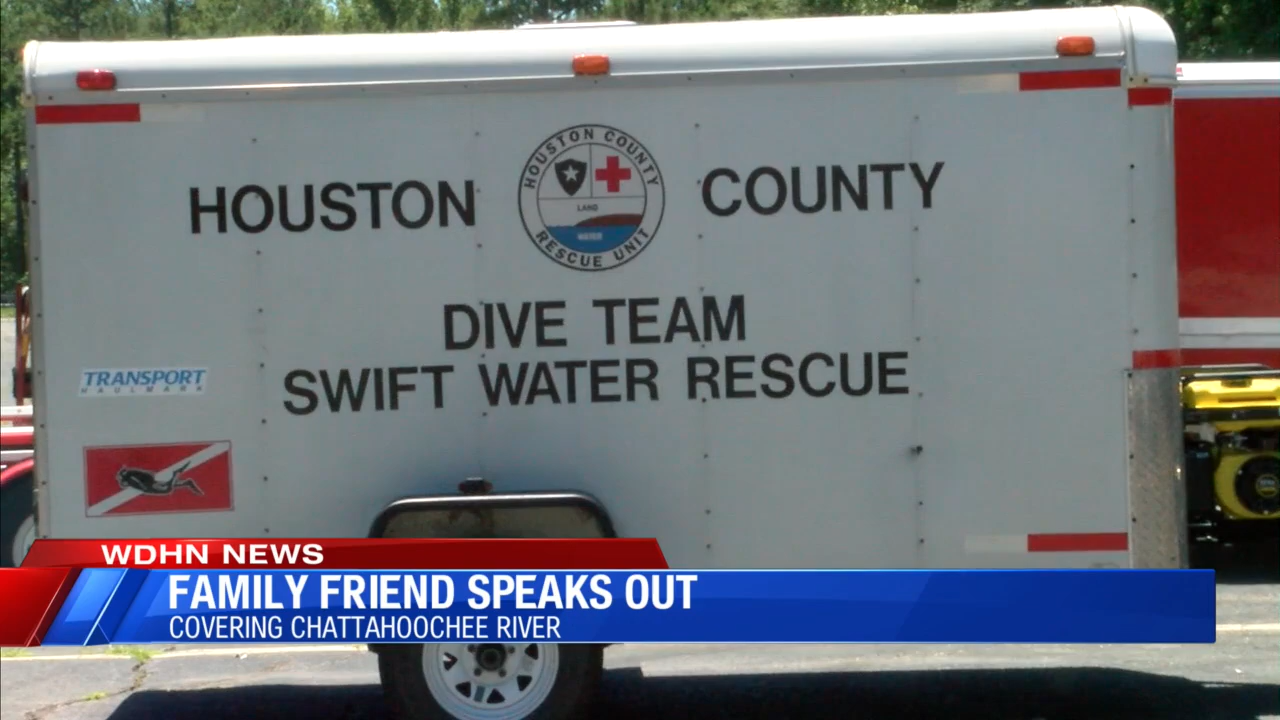 HOUSTON COUNTY
HOUSTON COUNTY
LAND
WATER
RESCUE UNIT
DIVE TEAM
SWIFT WATER RESCUE
TRANSPORT
HAULMARK
WDHN NEWS
FAMILY FRIEND SPEAKS OUT
COVERING CHATTAHOOCHEE RIVER